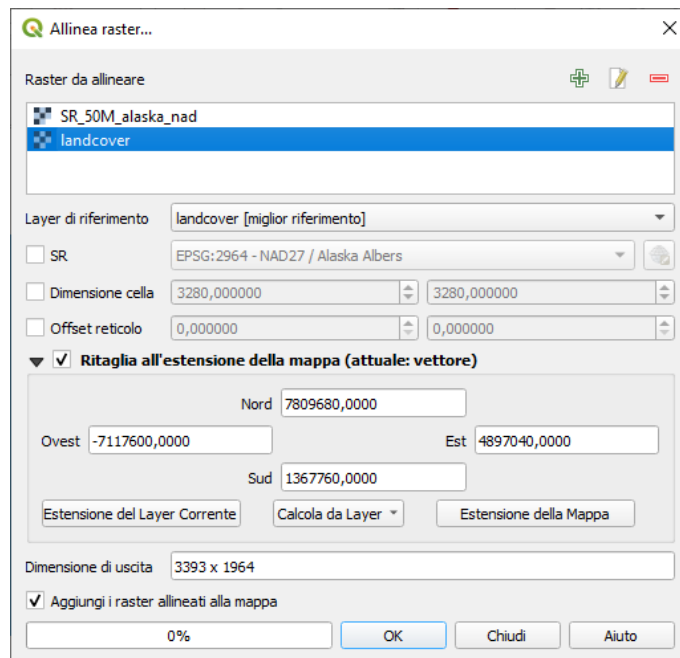 Allinea raster...
Raster da allineare
SR_50M_alaska_nad
landcover
Layer di riferimento landcover [miglior riferimento]
SR EPSG:2964 - NAD27 / Alaska Albers
Dimensione cella 3280,000000 3280,000000
Offset reticolo 0,000000 0,000000
Ritaglia all'estensione della mappa (attuale: vettore)
Nord 7809680,0000
Ovest -7117600,0000 Est 4897040,0000
Sud 1367760,0000
Estensione del Layer Corrente Calcola da Layer Estensione della Mappa
Dimensione di uscita 3393 x 1964
Aggiungi i raster allineati alla mappa
0% OK Chiudi Aiuto